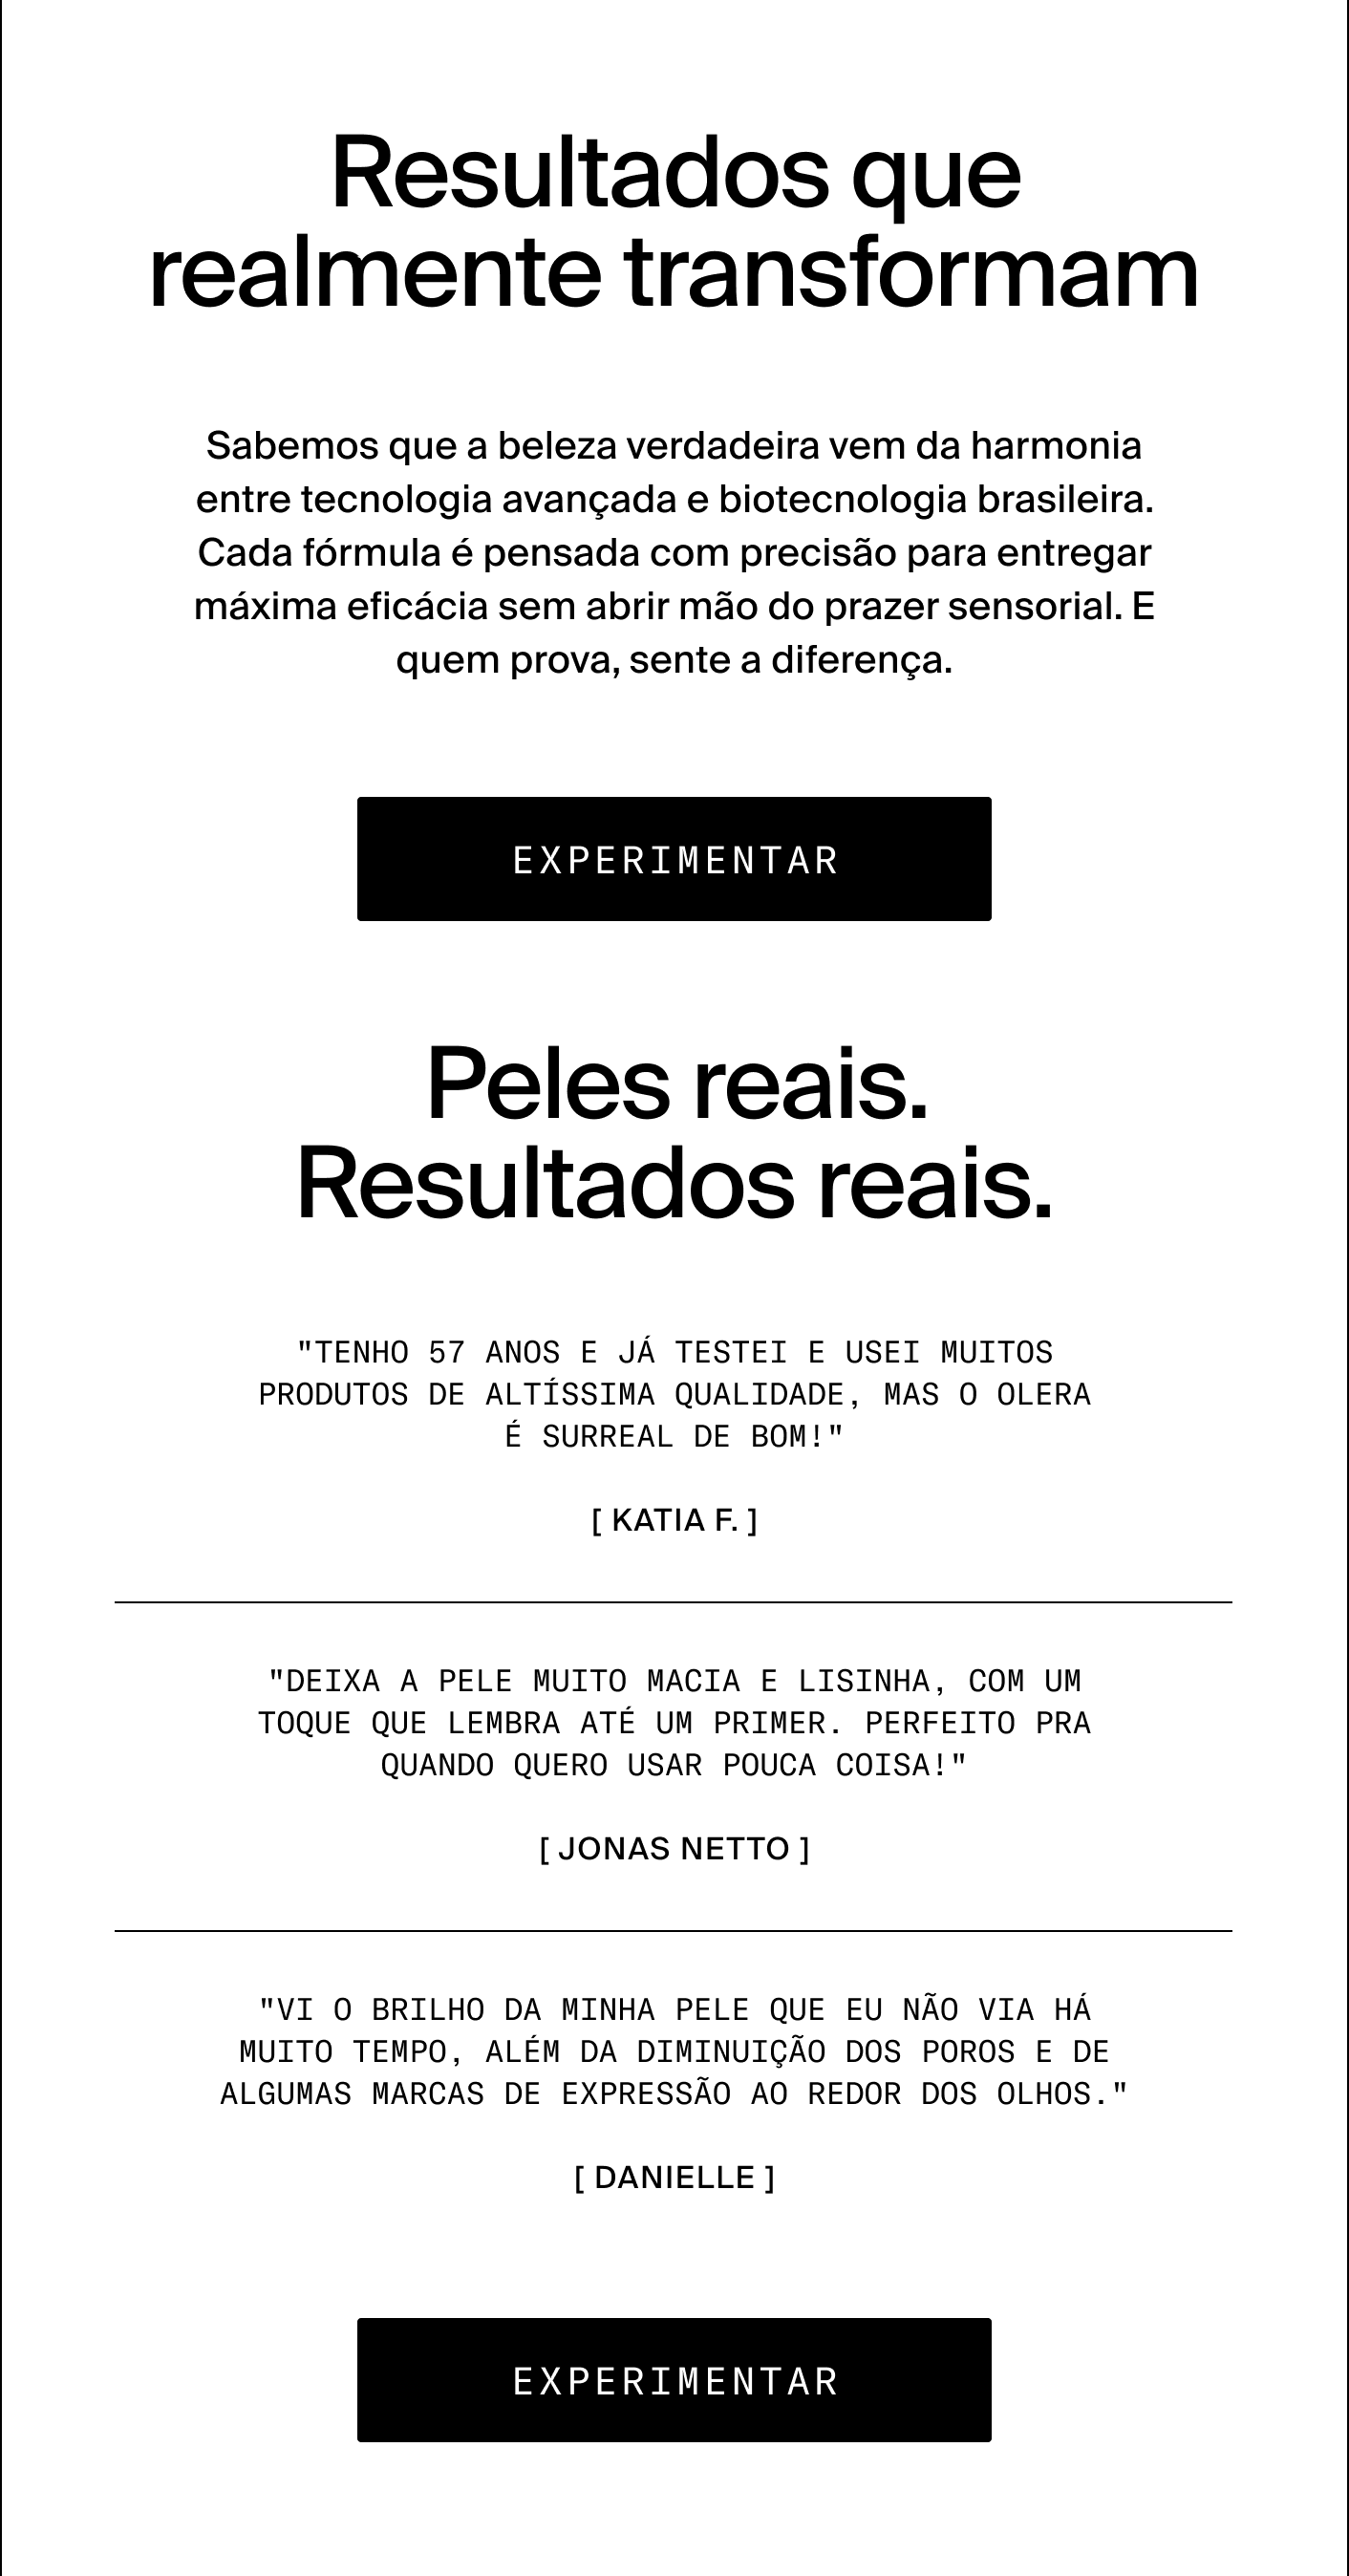 Resultados que
realmente transformam
Sabemos que a beleza verdadeira vem da harmonia
entre tecnologia avançada e biotecnologia brasileira.
Cada fórmula é pensada com precisão para entregar
máxima eficácia sem abrir mão do prazer sensorial. E
quem prova, sente a diferença.
EXPERIMENTAR
Peles reais.
Resultados reais.
"TENHO 57 ANOS E JÁ TESTEI E USEI MUITOS
PRODUTOS DE ALTÍSSIMA QUALIDADE, MAS O OLERA
É SURREAL DE BOM!"
[ KATIA F. ]
"DEIXA A PELE MUITO MACIA E LISINHA, COM UM
TOQUE QUE LEMBRA ATÉ UM PRIMER. PERFEITO PRA
QUANDO QUERO USAR POUCA COISA!"
[ JONAS NETTO ]
"VI O BRILHO DA MINHA PELE QUE EU NÃO VIA HÁ
MUITO TEMPO, ALÉM DA DIMINUIÇÃO DOS POROS E DE
ALGUMAS MARCAS DE EXPRESSÃO AO REDOR DOS OLHOS."
[ DANIELLE ]
EXPERIMENTAR